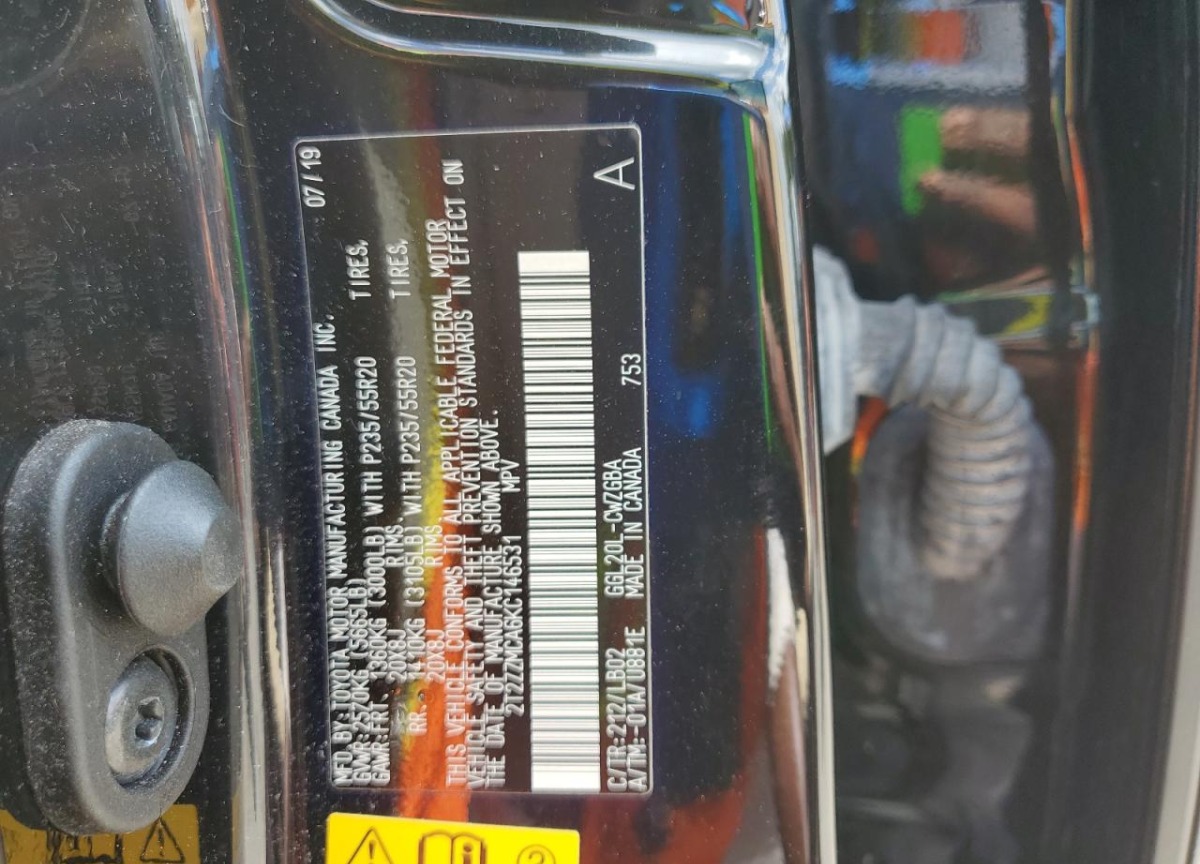 MFD BY:TOYOTA MOTOR MANUFACTURING CANADA INC. 07/19
GVWR:2570KG (5665LB)
GAWR:FRT. 1360KG (3000LB) WITH P235/55R20 TIRES,
20X8J RIMS.
RR. 1410KG (3105LB) WITH P235/55R20 TIRES,
20X8J RIMS.
THIS VEHICLE CONFORMS TO ALL APPLICABLE FEDERAL MOTOR
VEHICLE SAFETY AND THEFT PREVENTION STANDARDS IN EFFECT ON
THE DATE OF MANUFACTURE SHOWN ABOVE.
2T2ZZMCA6KC146531 MPV
A
C/TR:212/LB02 GGL20L-CWZGBA
A/TM:-01A/U881E MADE IN CANADA 753